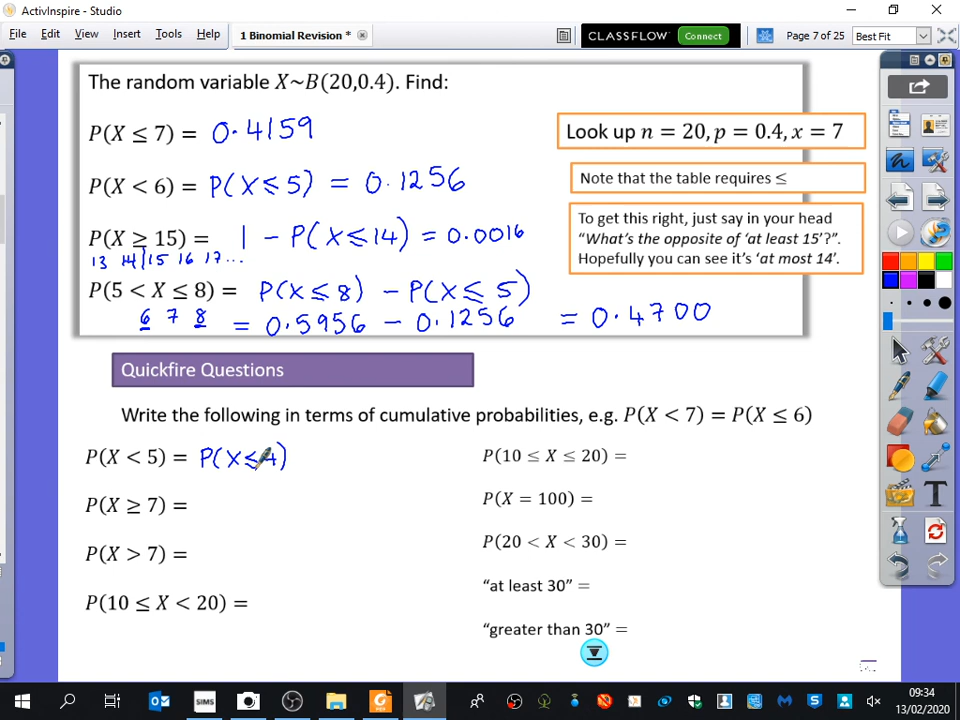 ActivInspire - Studio
File Edit View Insert Tools Help
1 Binomial Revision *
CLASSFLOW Connect
Page 7 of 25
Best Fit
The random variable X~B(20,0.4). Find:
P(X ≤ 7) = 0.4159
Look up n = 20, p = 0.4, x = 7
P(X < 6) = P(X ≤ 5) = 0.1256
Note that the table requires ≤
P(X ≥ 15) = 1 - P(X ≤ 14) = 0.0016
13 14 | 15 16 17 ...
To get this right, just say in your head
“What’s the opposite of ‘at least 15’?”.
Hopefully you can see it’s ‘at most 14’.
P(5 < X ≤ 8) = P(X ≤ 8) - P(X ≤ 5)
6 7 8 = 0.5956 - 0.1256 = 0.4700
Quickfire Questions
Write the following in terms of cumulative probabilities, e.g. P(X < 7) = P(X ≤ 6)
P(X < 5) = P(X ≤ 4)
P(X ≥ 7) =
P(X > 7) =
P(10 ≤ X < 20) =
P(10 ≤ X ≤ 20) =
P(X = 100) =
P(20 < X < 30) =
“at least 30” =
“greater than 30” =
SIMS
09:34
13/02/2020